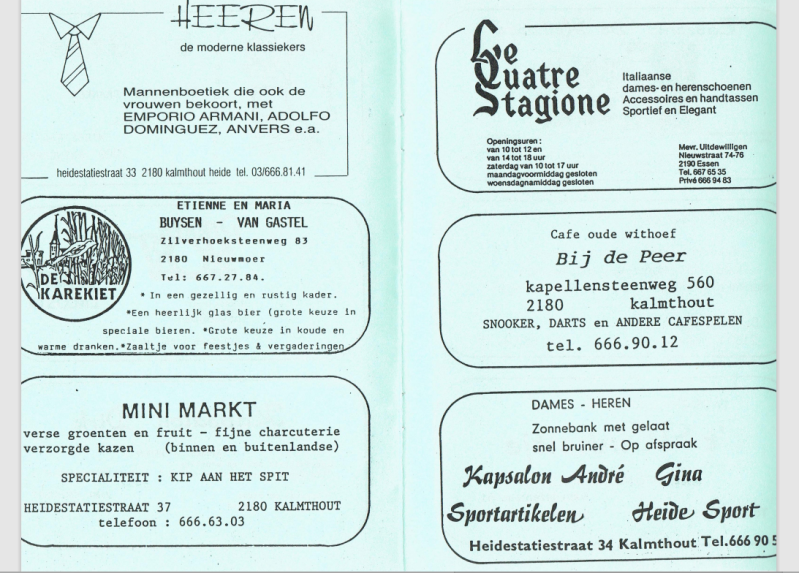 HEEREN
de moderne klassiekers
Mannenboetiek die ook de
vrouwen bekoort, met
EMPORIO ARMANI, ADOLFO
DOMINGUEZ, ANVERS e.a.
heidestatiestraat 33 2180 kalmthout heide tel. 03/666.81.41
DE
KAREKIET
ETIENNE EN MARIA
BUYSEN - VAN GASTEL
Zilverhoeksteenweg 83
2180 Nieuwmoer
Tel: 667.27.84.
* In een gezellig en rustig kader.
*Een heerlijk glas bier (grote keuze in
speciale bieren. *Grote keuze in koude en
warme dranken.*Zaaltje voor feestjes & vergaderingen
MINI MARKT
verse groenten en fruit - fijne charcuterie
verzorgde kazen (binnen en buitenlandse)
SPECIALITEIT : KIP AAN HET SPIT
HEIDESTATIESTRAAT 37 2180 KALMTHOUT
telefoon : 666.63.03
Le
Quatre
Stagione
Italiaanse
dames- en herenschoenen
Accessoires en handtassen
Sportief en Elegant
Openingsuren :
van 10 tot 12 en
van 14 tot 18 uur
zaterdag van 10 tot 17 uur
maandagvoormiddag gesloten
woensdagnamiddag gesloten
Mevr. Uitdewilligen
Nieuwstraat 74-76
2190 Essen
Tel. 667 65 35
Privé 666 94 83
Cafe oude withoef
Bij de Peer
kapellensteenweg 560
2180 kalmthout
SNOOKER, DARTS en ANDERE CAFESPELEN
tel. 666.90.12
DAMES - HEREN
Zonnebank met gelaat
snel bruiner - Op afspraak
Kapsalon André Gina
Sportartikelen Heide Sport
Heidestatiestraat 34 Kalmthout Tel.666 90 5